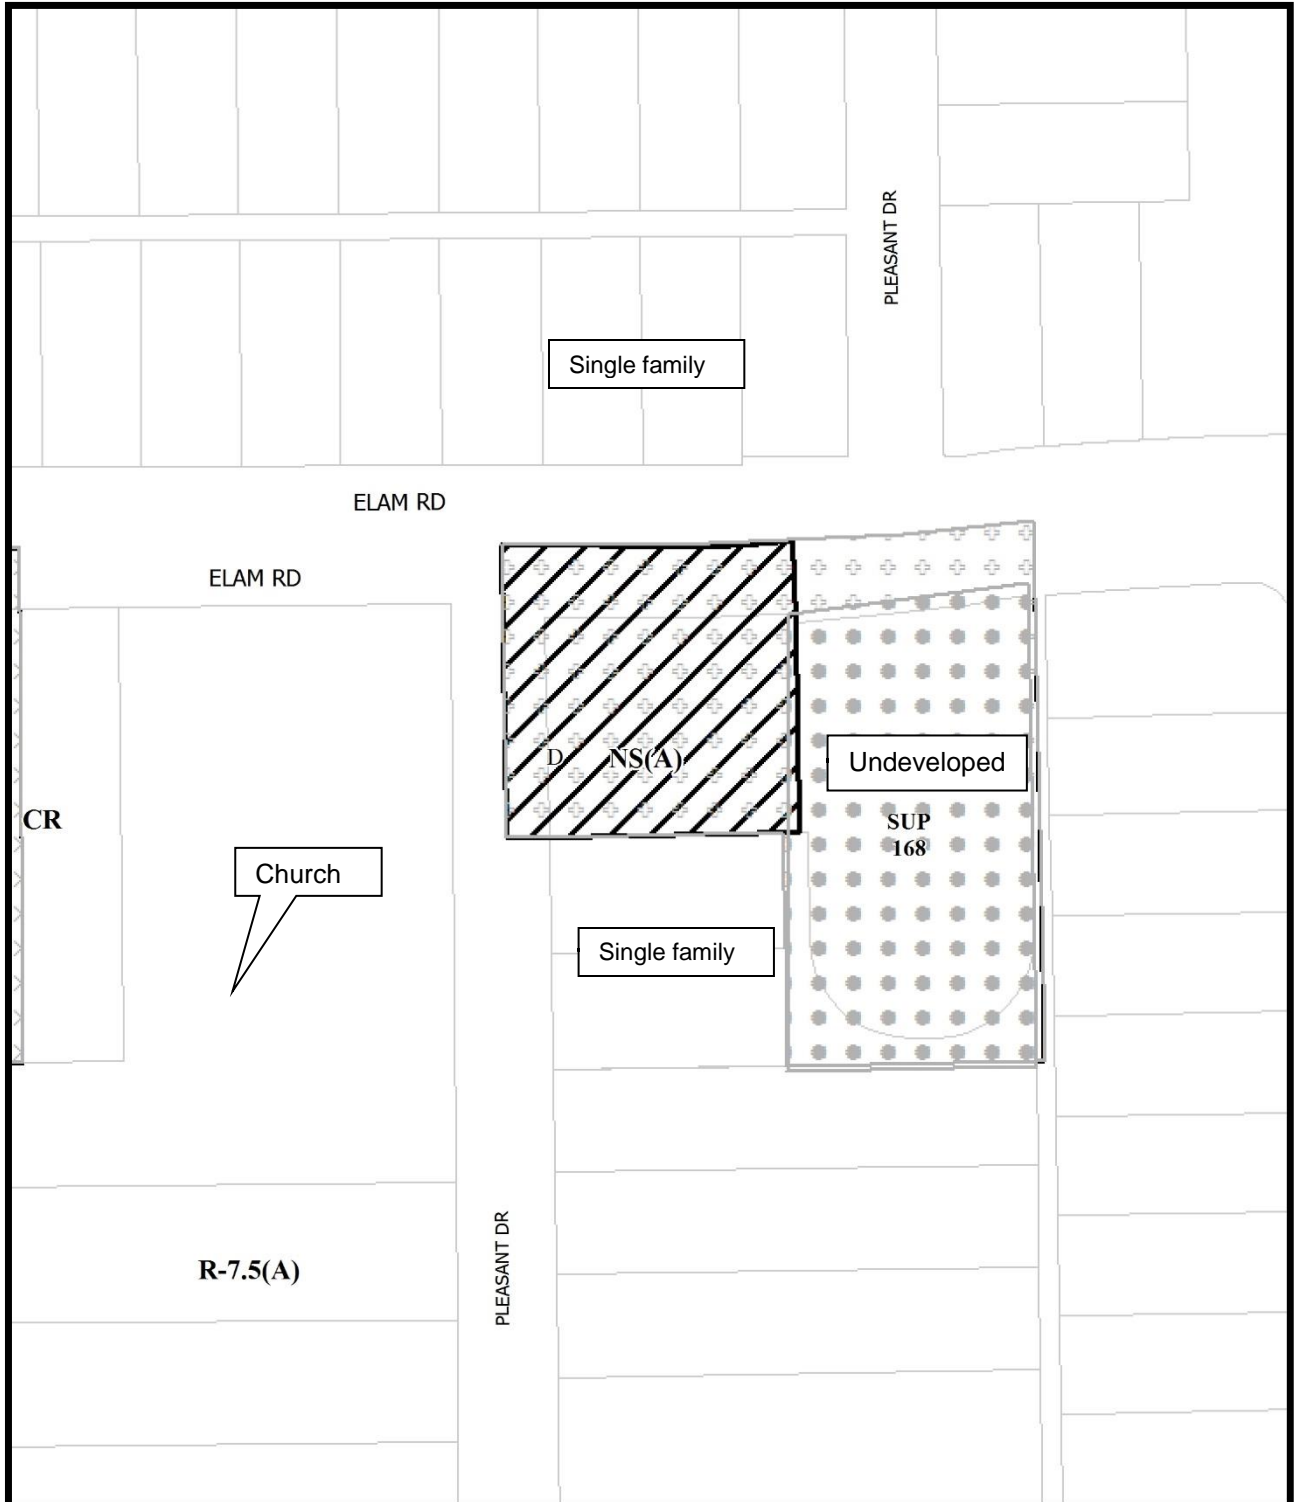 PLEASANT DR
Single family
ELAM RD
ELAM RD
D
NS(A)
Undeveloped
CR
SUP
168
Church
Single family
PLEASANT DR
R-7.5(A)